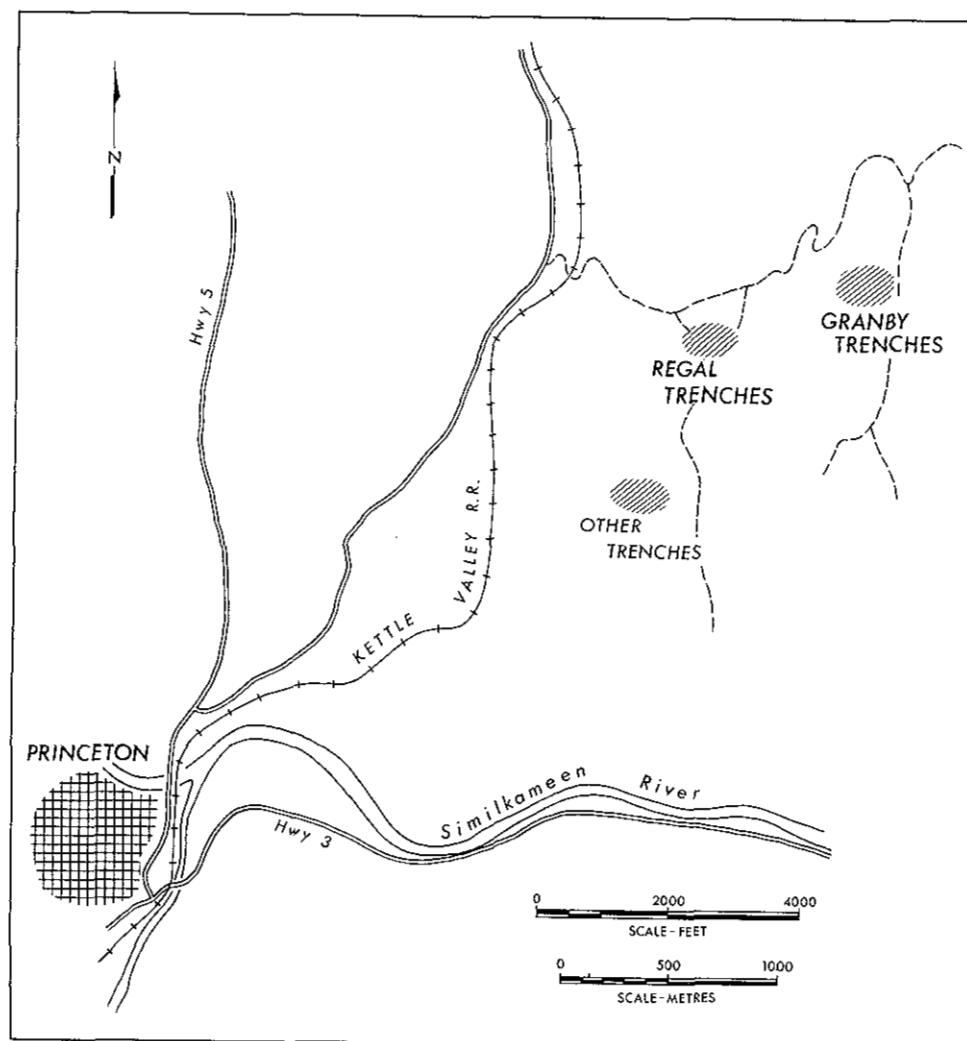 N
Hwy 5
GRANBY
TRENCHES
REGAL
TRENCHES
OTHER
TRENCHES
KETTLE VALLEY R.R.
PRINCETON
Similkameen River
Hwy 3
0 2000 4000
SCALE-FEET
0 500 1000
SCALE-METRES